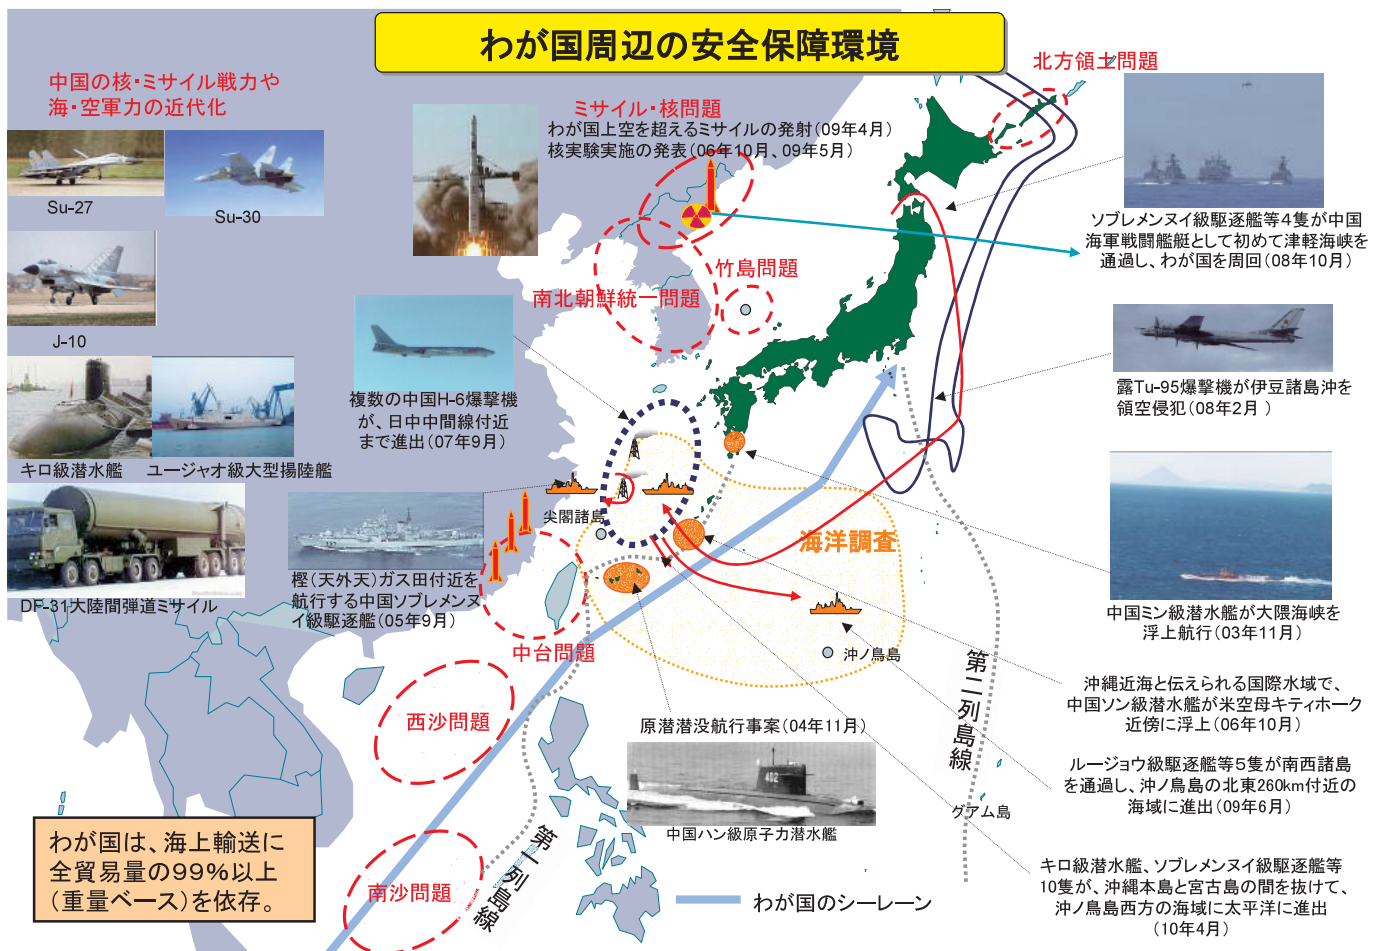 わが国周辺の安全保障環境
中国の核・ミサイル戦力や
海・空軍力の近代化
Su-27
Su-30
J-10
キロ級潜水艦
ユージャオ級大型揚陸艦
DF-31大陸間弾道ミサイル
ミサイル・核問題
わが国上空を超えるミサイルの発射(09年4月)
核実験実施の発表(06年10月、09年5月)
北方領土問題
竹島問題
南北朝鮮統一問題
複数の中国H-6爆撃機
が、日中中間線付近
まで進出(07年9月)
尖閣諸島
樫(天外天)ガス田付近を
航行する中国ソブレメンヌ
イ級駆逐艦(05年9月)
中台問題
西沙問題
南沙問題
海洋調査
沖ノ鳥島
原潜潜没航行事案(04年11月)
402
中国ハン級原子力潜水艦
第一列島線
第二列島線
グアム島
ソブレメンヌイ級駆逐艦等4隻が中国
海軍戦闘艦艇として初めて津軽海峡を
通過し、わが国を周回(08年10月)
露Tu-95爆撃機が伊豆諸島沖を
領空侵犯(08年2月 )
中国ミン級潜水艦が大隈海峡を
浮上航行(03年11月)
沖縄近海と伝えられる国際水域で、
中国ソン級潜水艦が米空母キティホーク
近傍に浮上(06年10月)
ルージョウ級駆逐艦等5隻が南西諸島
を通過し、沖ノ鳥島の北東260km付近の
海域に進出(09年6月)
キロ級潜水艦、ソブレメンヌイ級駆逐艦等
10隻が、沖縄本島と宮古島の間を抜けて、
沖ノ鳥島西方の海域に太平洋に進出
(10年4月)
わが国は、海上輸送に
全貿易量の99%以上
(重量ベース)を依存。
わが国のシーレーン